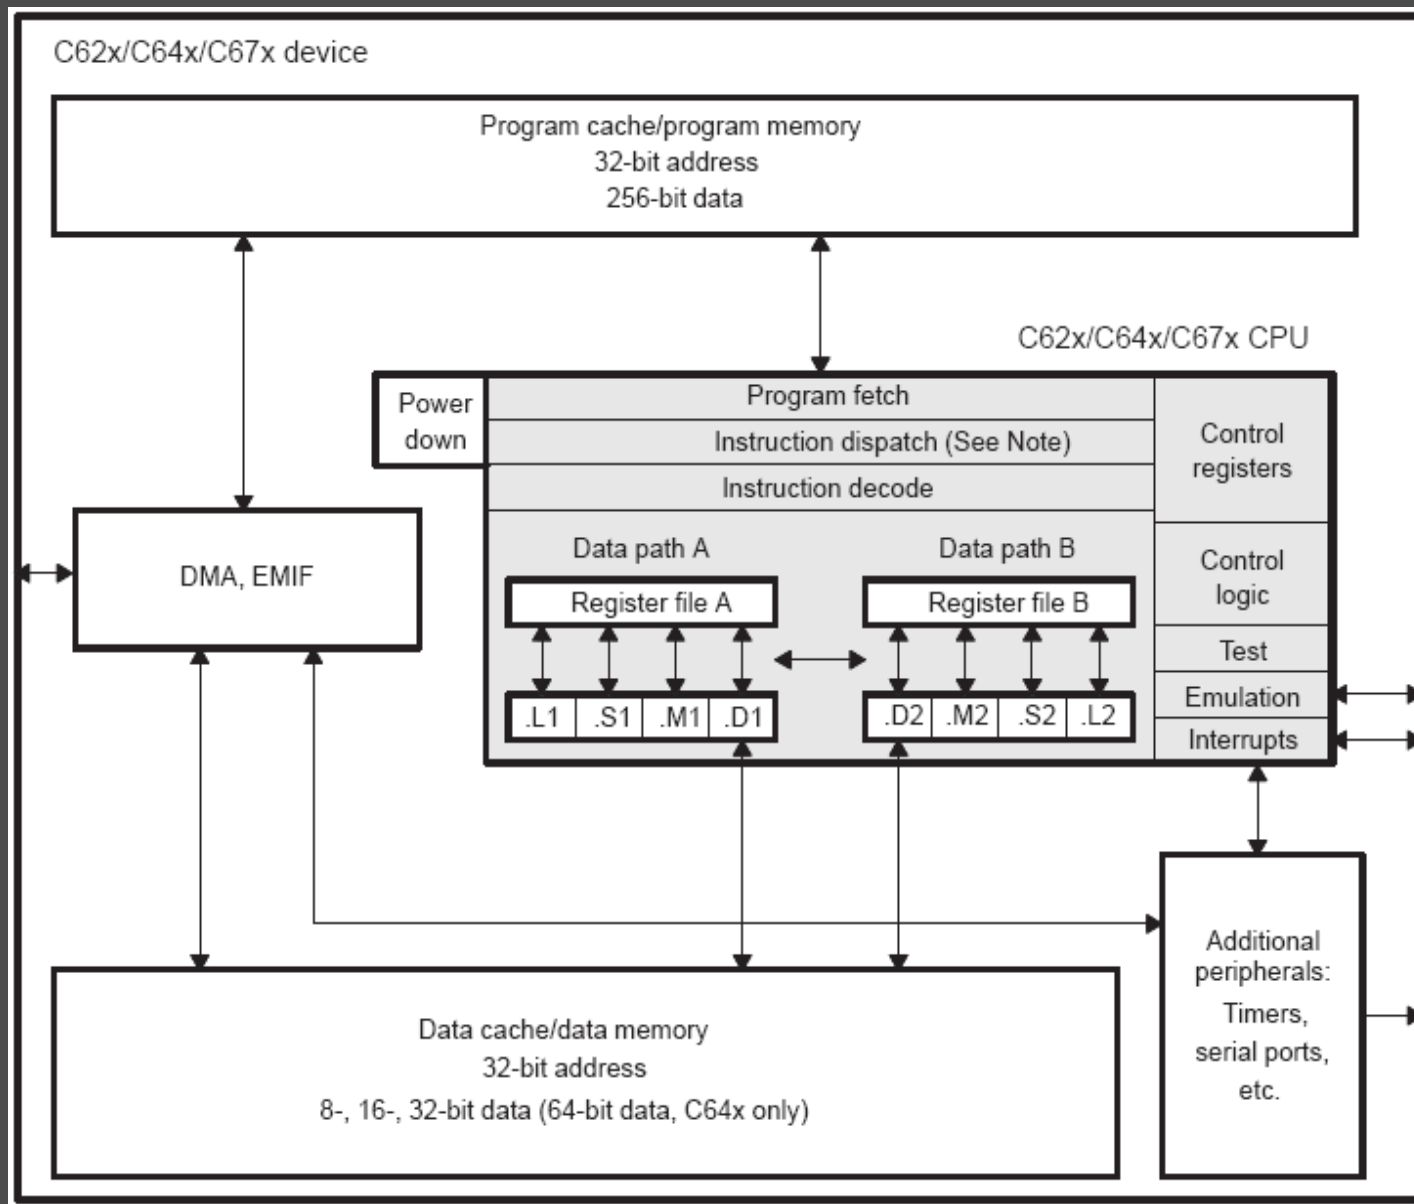 C62x/C64x/C67x device
Program cache/program memory
32-bit address
256-bit data
C62x/C64x/C67x CPU
Power
down
Program fetch
Instruction dispatch (See Note)
Instruction decode
Control
registers
Data path A
Data path B
Control
logic
DMA, EMIF
Register file A
Register file B
Test
.L1 .S1 .M1 .D1
.D2 .M2 .S2 .L2
Emulation
Interrupts
Additional
peripherals:
Timers,
serial ports,
etc.
Data cache/data memory
32-bit address
8-, 16-, 32-bit data (64-bit data, C64x only)